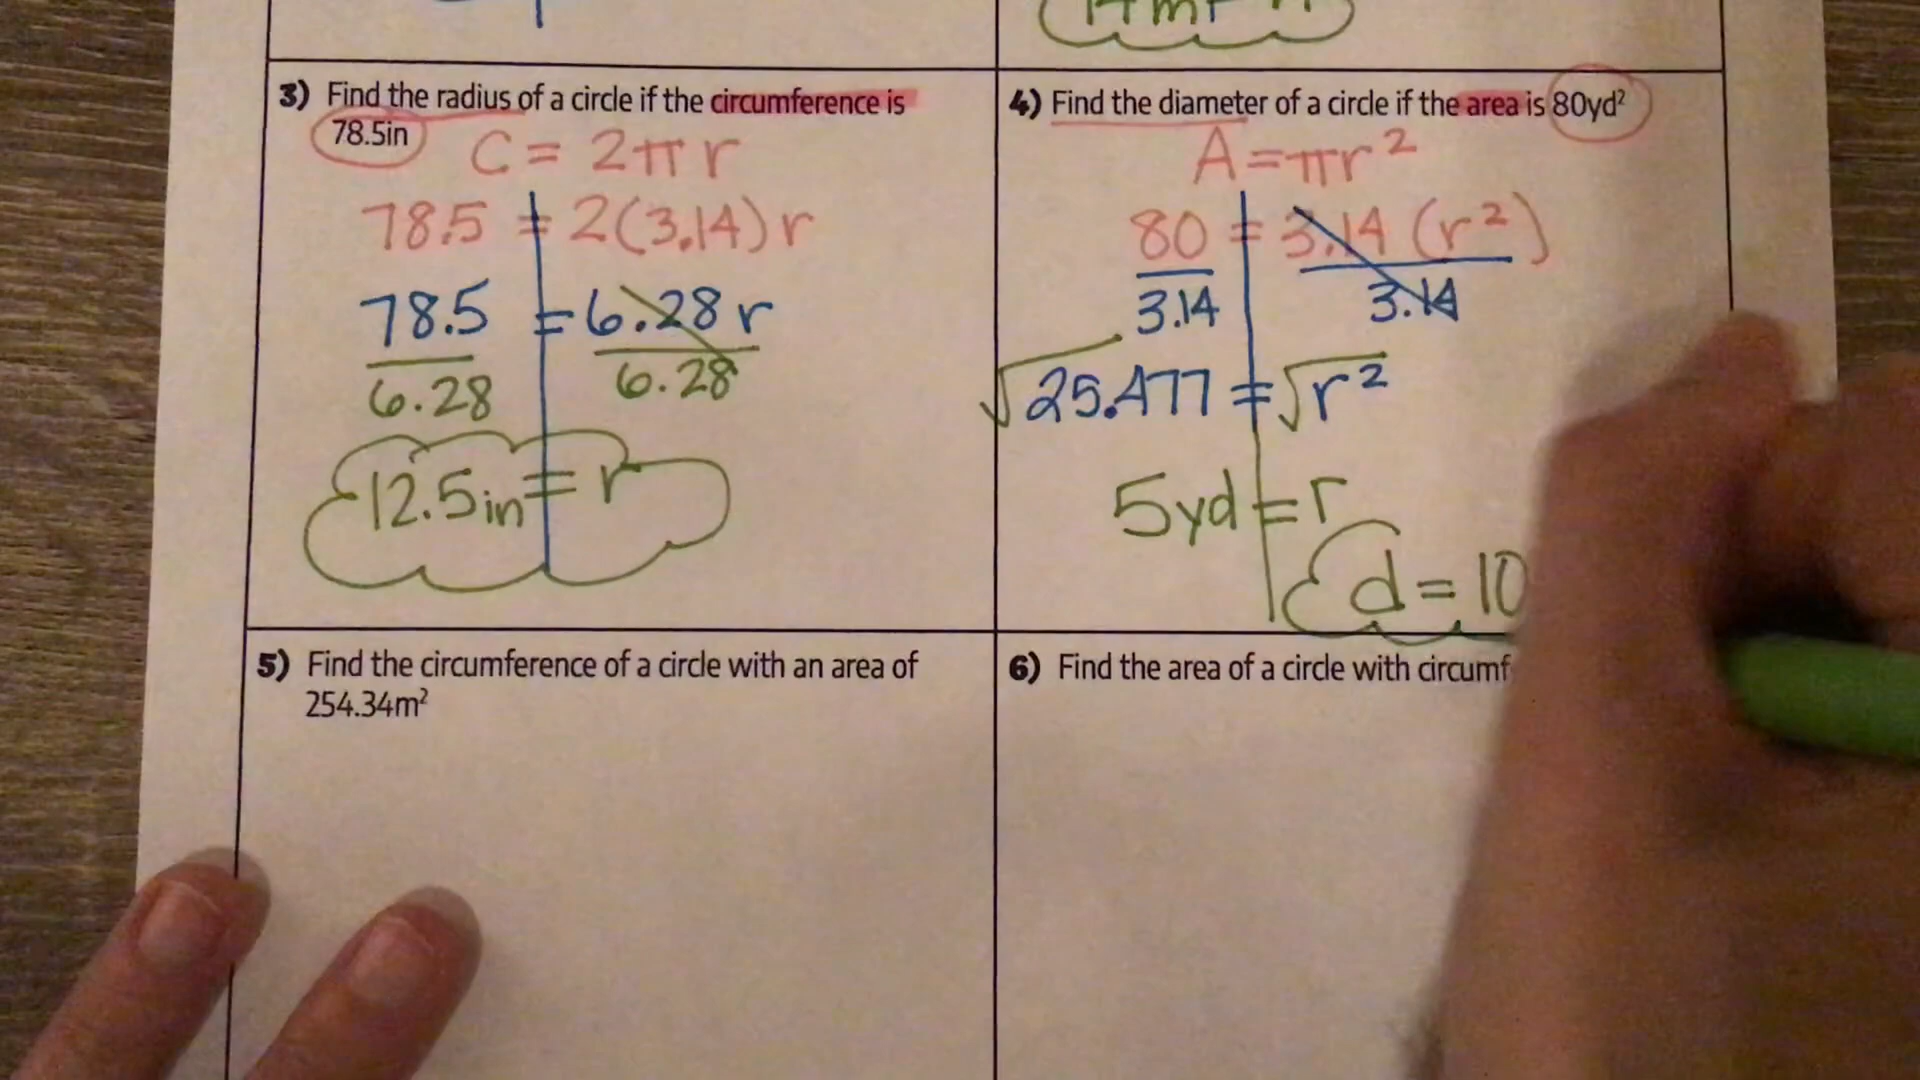 3) Find the radius of a circle if the circumference is
78.5in
C = 2πr
78.5 = 2(3.14)r
78.5 = 6.28r
6.28 6.28
12.5in = r
4) Find the diameter of a circle if the area is 80yd²
A = πr²
80 = 3.14(r²)
3.14 3.14
√25.477 = √r²
5yd = r
d = 10
5) Find the circumference of a circle with an area of
254.34m²
6) Find the area of a circle with